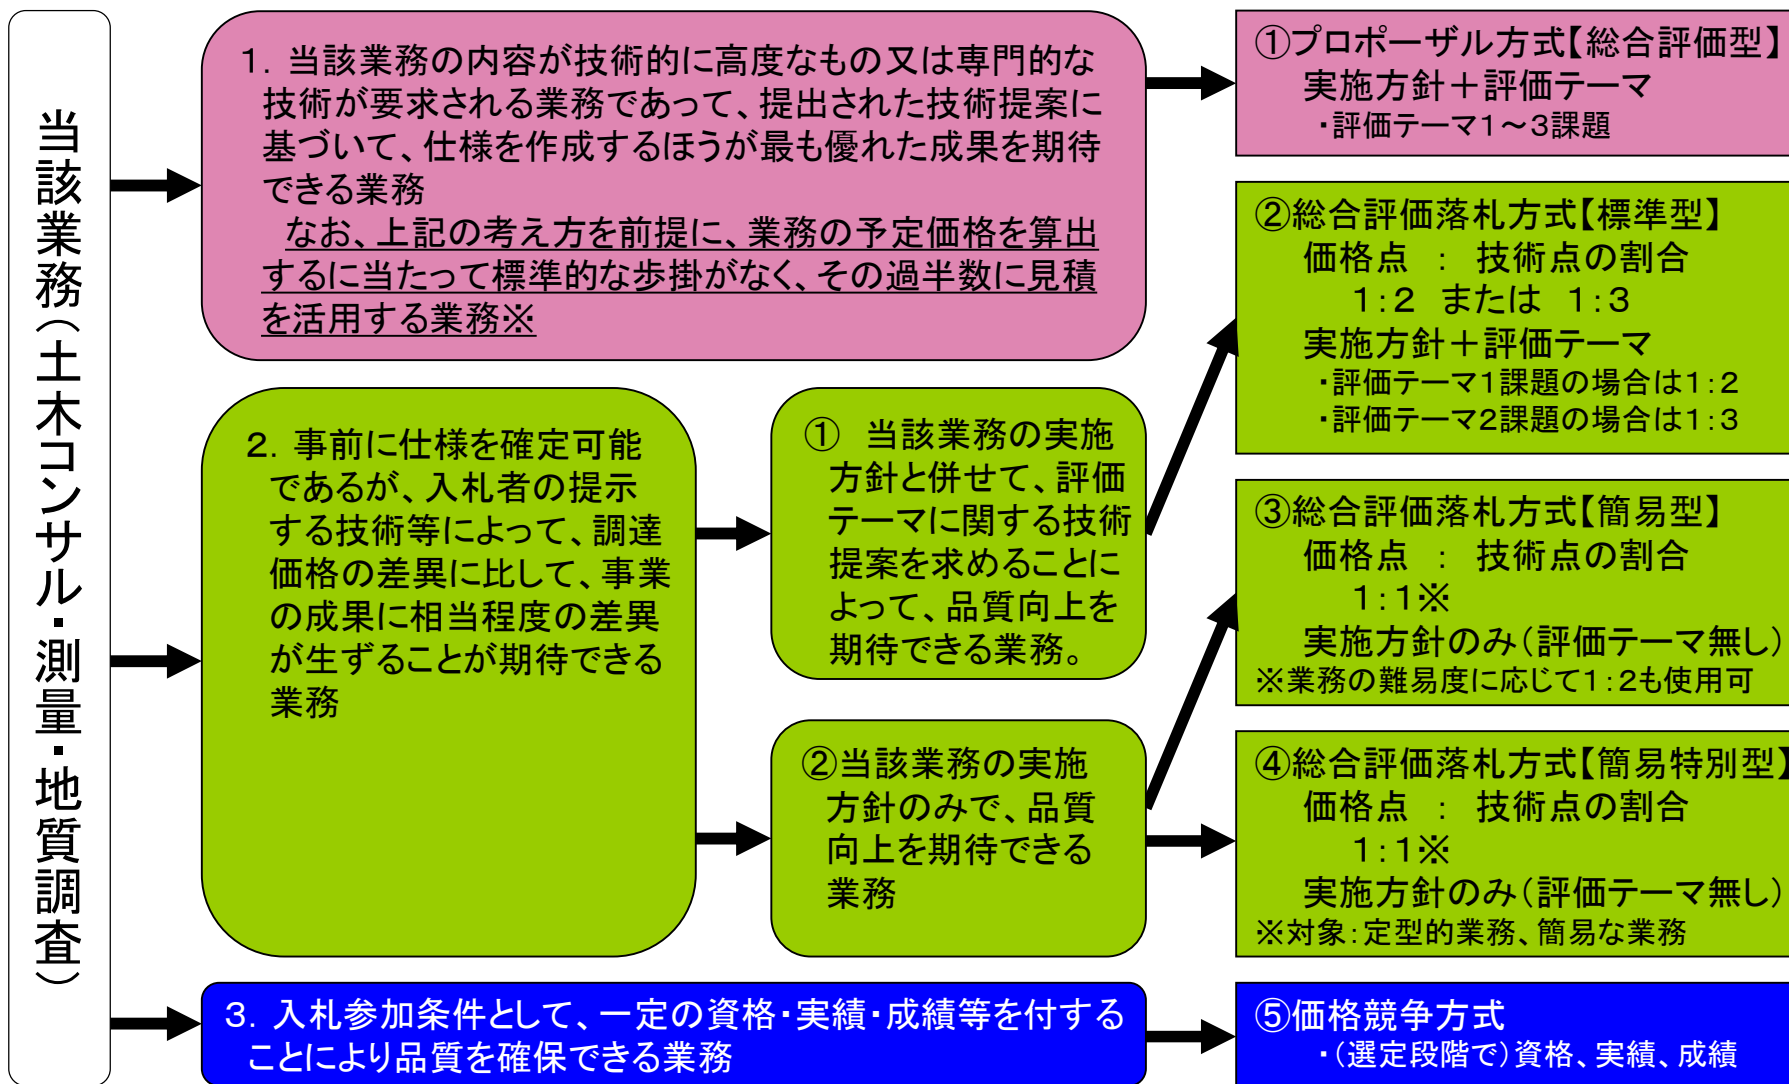 当該業務(土木コンサル・測量・地質調査)
1. 当該業務の内容が技術的に高度なもの又は専門的な
技術が要求される業務であって、提出された技術提案に
基づいて、仕様を作成するほうが最も優れた成果を期待
できる業務
なお、上記の考え方を前提に、業務の予定価格を算出
するに当たって標準的な歩掛がなく、その過半数に見積
を活用する業務※
①プロポーザル方式【総合評価型】
実施方針+評価テーマ
・評価テーマ1~3課題
2. 事前に仕様を確定可能
であるが、入札者の提示
する技術等によって、調達
価格の差異に比して、事業
の成果に相当程度の差異
が生ずることが期待できる
業務
① 当該業務の実施
方針と併せて、評価
テーマに関する技術
提案を求めることに
よって、品質向上を
期待できる業務。
②総合評価落札方式【標準型】
価格点 : 技術点の割合
1:2 または 1:3
実施方針+評価テーマ
・評価テーマ1課題の場合は1:2
・評価テーマ2課題の場合は1:3
②当該業務の実施
方針のみで、品質
向上を期待できる
業務
③総合評価落札方式【簡易型】
価格点 : 技術点の割合
1:1※
実施方針のみ(評価テーマ無し)
※業務の難易度に応じて1:2も使用可
④総合評価落札方式【簡易特別型】
価格点 : 技術点の割合
1:1※
実施方針のみ(評価テーマ無し)
※対象:定型的業務、簡易な業務
3. 入札参加条件として、一定の資格・実績・成績等を付する
ことにより品質を確保できる業務
⑤価格競争方式
・(選定段階で)資格、実績、成績